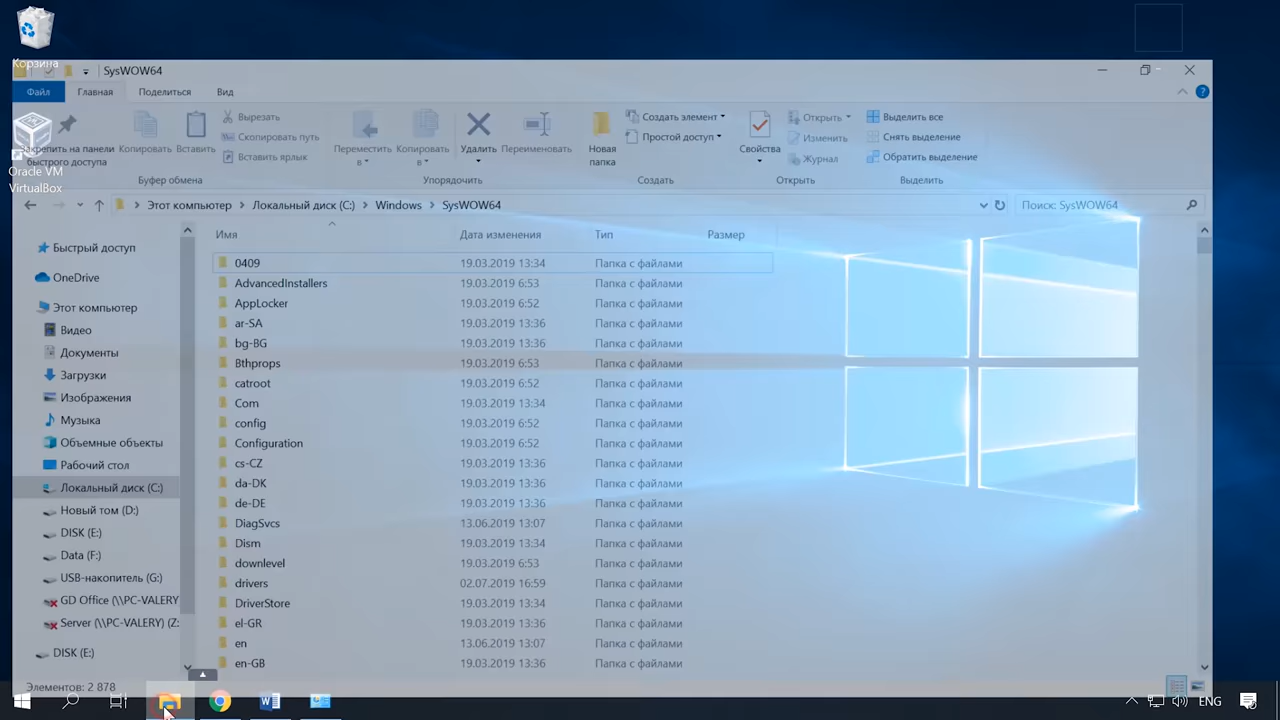 Корзина
SysWOW64
Файл Главная Поделиться Вид
Вырезать
Скопировать путь
Вставить ярлык
Закрепить на панели
быстрого доступа
Копировать Вставить
Переместить
в
Копировать
в
Удалить Переименовать
Новая
папка
Создать элемент
Простой доступ
Свойства
Открыть
Изменить
Журнал
Выделить все
Снять выделение
Обратить выделение
Буфер обмена Упорядочить Создать Открыть Выделить
Oracle VM
VirtualBox
Этот компьютер Локальный диск (C:) Windows SysWOW64 Поиск: SysWOW64
Имя Дата изменения Тип Размер
Быстрый доступ
OneDrive
Этот компьютер
Видео
Документы
Загрузки
Изображения
Музыка
Объемные объекты
Рабочий стол
Локальный диск (C:)
Новый том (D:)
DISK (E:)
Data (F:)
USB-накопитель (G:)
GD Office (\\PC-VALERY)
Server (\\PC-VALERY) (Z:
DISK (E:)
0409 19.03.2019 13:34 Папка с файлами
AdvancedInstallers 19.03.2019 6:53 Папка с файлами
AppLocker 19.03.2019 6:52 Папка с файлами
ar-SA 19.03.2019 13:36 Папка с файлами
bg-BG 19.03.2019 13:36 Папка с файлами
Bthprops 19.03.2019 6:53 Папка с файлами
catroot 19.03.2019 6:52 Папка с файлами
Com 19.03.2019 13:34 Папка с файлами
config 19.03.2019 6:52 Папка с файлами
Configuration 19.03.2019 6:52 Папка с файлами
cs-CZ 19.03.2019 13:36 Папка с файлами
da-DK 19.03.2019 13:36 Папка с файлами
de-DE 19.03.2019 13:36 Папка с файлами
DiagSvcs 13.06.2019 13:07 Папка с файлами
Dism 19.03.2019 13:34 Папка с файлами
downlevel 19.03.2019 6:53 Папка с файлами
drivers 02.07.2019 16:59 Папка с файлами
DriverStore 19.03.2019 13:34 Папка с файлами
el-GR 19.03.2019 13:36 Папка с файлами
en 13.06.2019 13:07 Папка с файлами
en-GB 19.03.2019 13:36 Папка с файлами
Элементов: 2 878
ENG